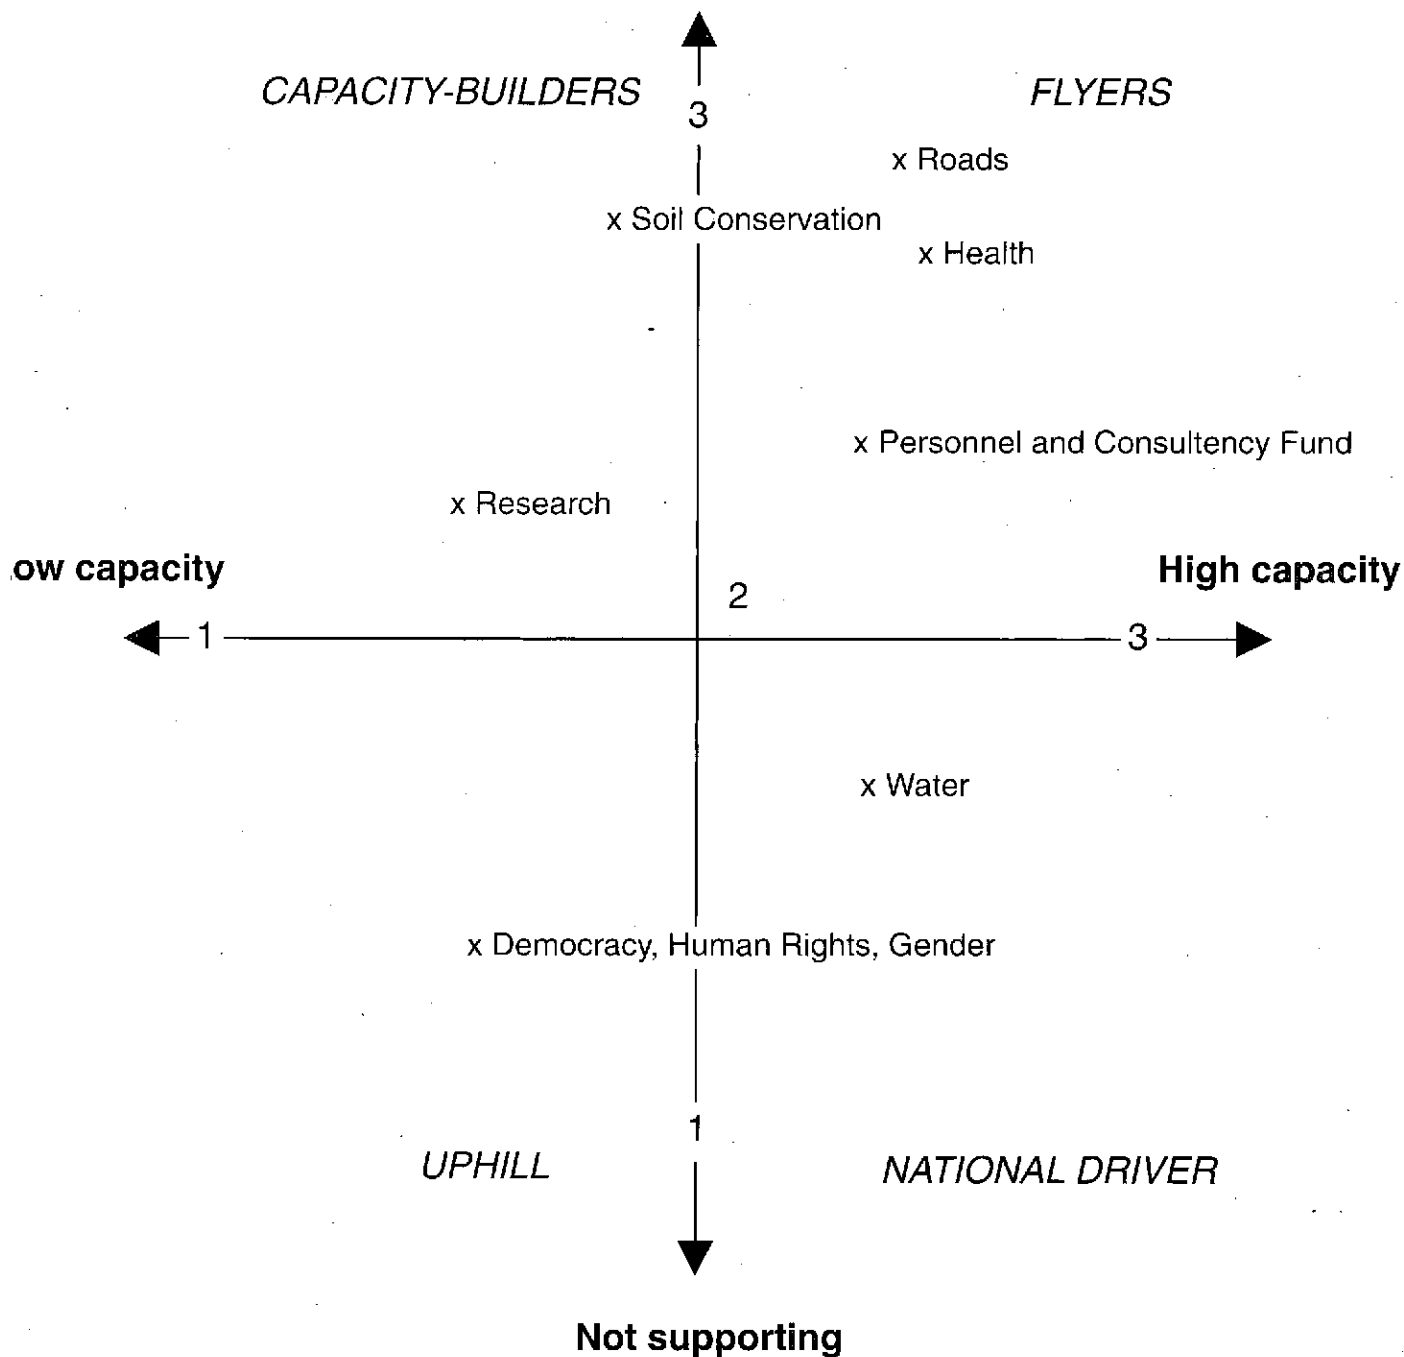 CAPACITY-BUILDERS
FLYERS
3
x Roads
x Soil Conservation
x Health
x Personnel and Consultency Fund
x Research
ow capacity
High capacity
2
1
3
x Water
x Democracy, Human Rights, Gender
1
UPHILL
NATIONAL DRIVER
Not supporting